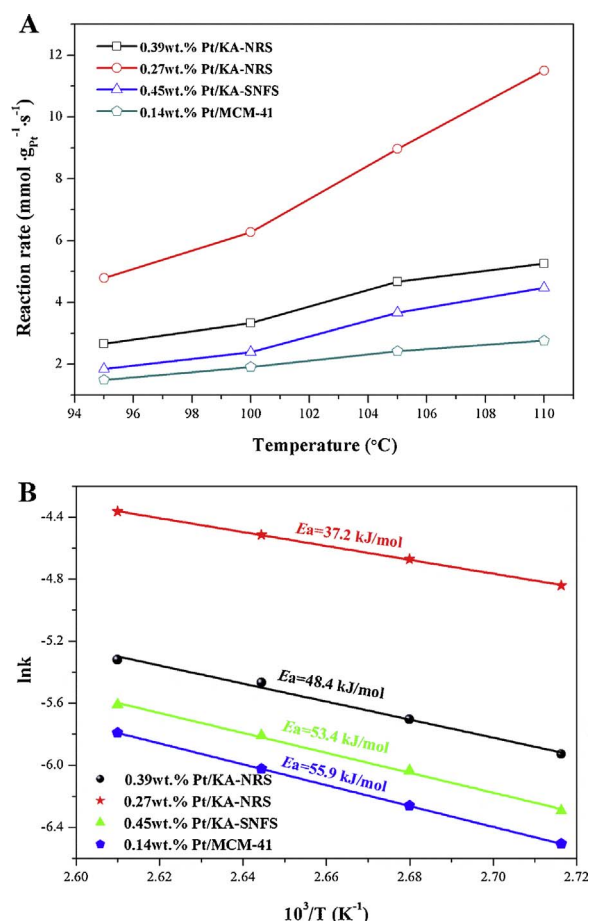 A
0.39wt.% Pt/KA-NRS
0.27wt.% Pt/KA-NRS
0.45wt.% Pt/KA-SNFS
0.14wt.% Pt/MCM-41
Reaction rate (mmol ·g_Pt^-1·s^-1)
12
10
8
6
4
2
94 96 98 100 102 104 106 108 110
Temperature (°C)
B
Ea=37.2 kJ/mol
Ea=48.4 kJ/mol
Ea=53.4 kJ/mol
Ea=55.9 kJ/mol
0.39wt.% Pt/KA-NRS
0.27wt.% Pt/KA-NRS
0.45wt.% Pt/KA-SNFS
0.14wt.% Pt/MCM-41
lnk
-4.4
-4.8
-5.2
-5.6
-6.0
-6.4
2.60 2.62 2.64 2.66 2.68 2.70 2.72
10³/T (K⁻¹)